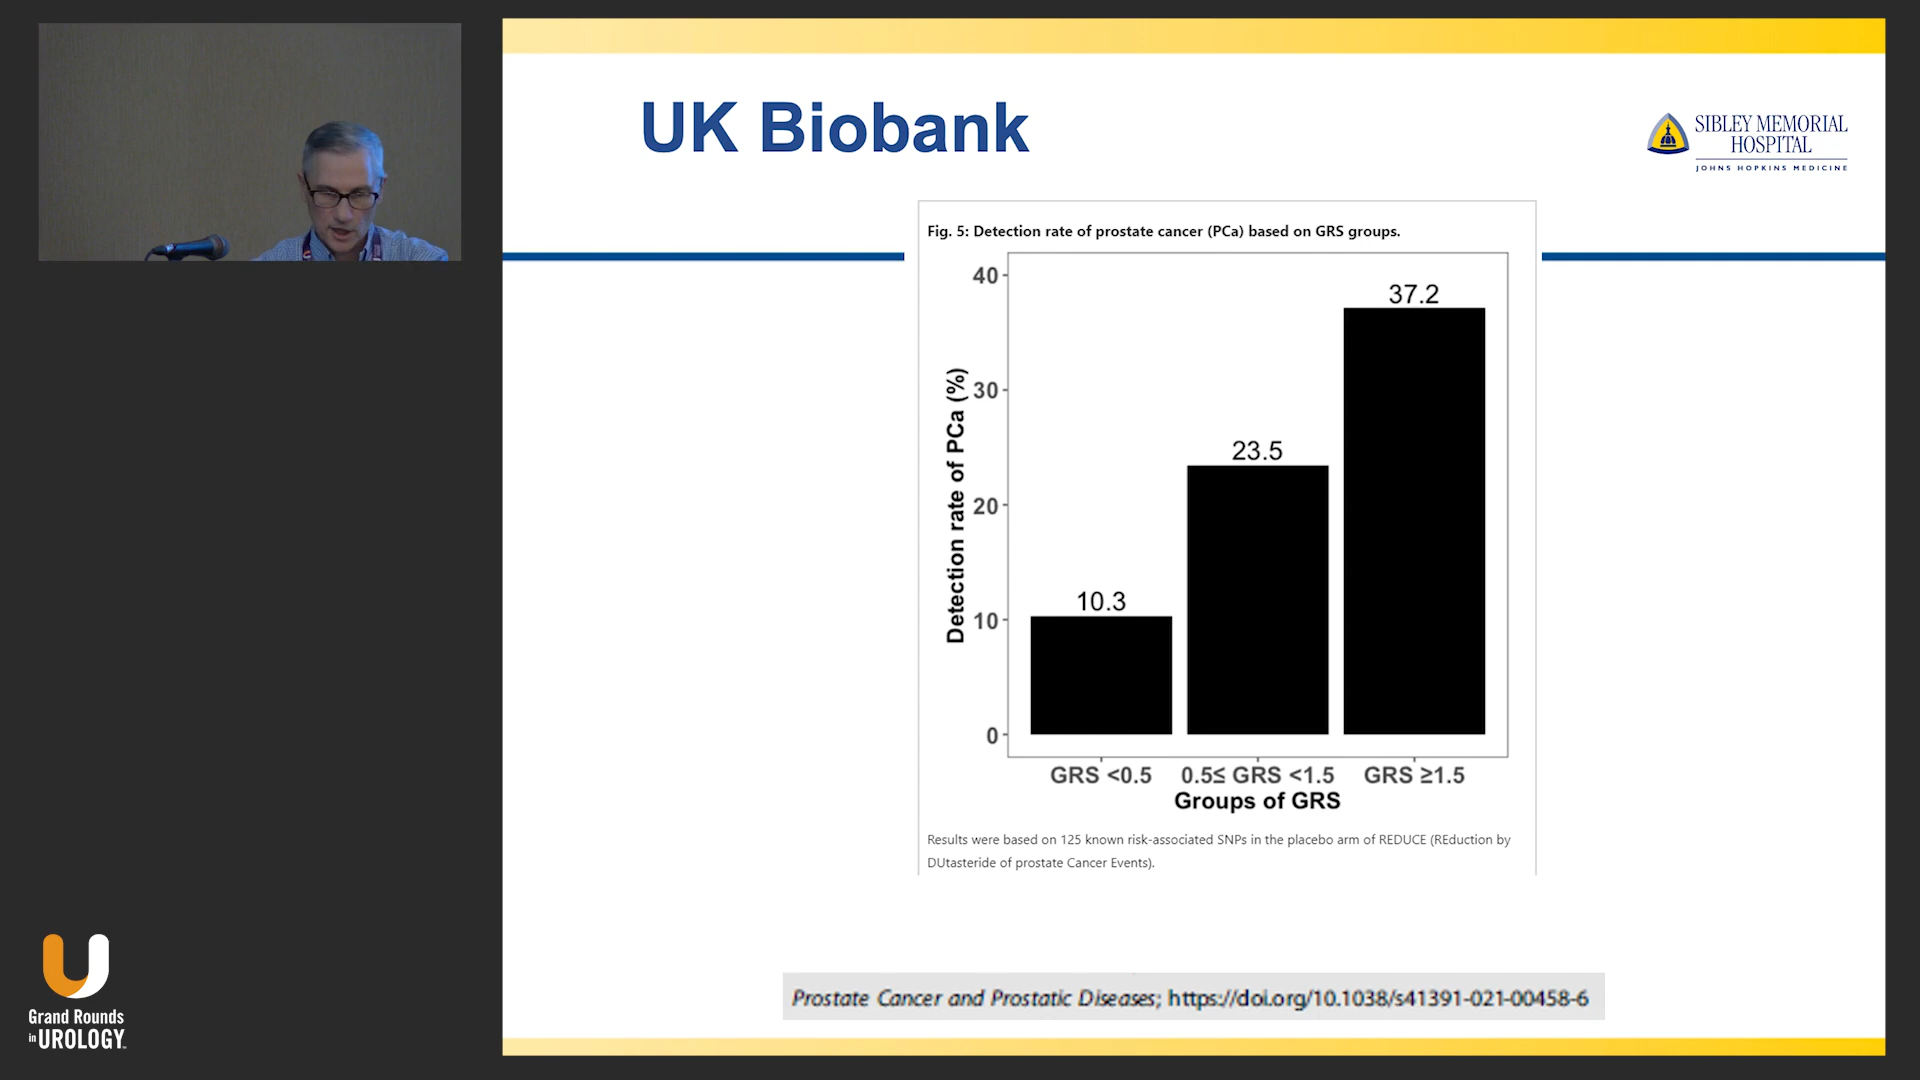 UK Biobank
SIBLEY MEMORIAL
HOSPITAL
JOHNS HOPKINS MEDICINE
Fig. 5: Detection rate of prostate cancer (PCa) based on GRS groups.
Detection rate of PCa (%)
40
30
20
10
0
10.3
23.5
37.2
GRS <0.5
0.5≤ GRS <1.5
GRS ≥1.5
Groups of GRS
Results were based on 125 known risk-associated SNPs in the placebo arm of REDUCE (REduction by
DUtasteride of prostate Cancer Events).
Prostate Cancer and Prostatic Diseases; https://doi.org/10.1038/s41391-021-00458-6
Grand Rounds
in UROLOGY